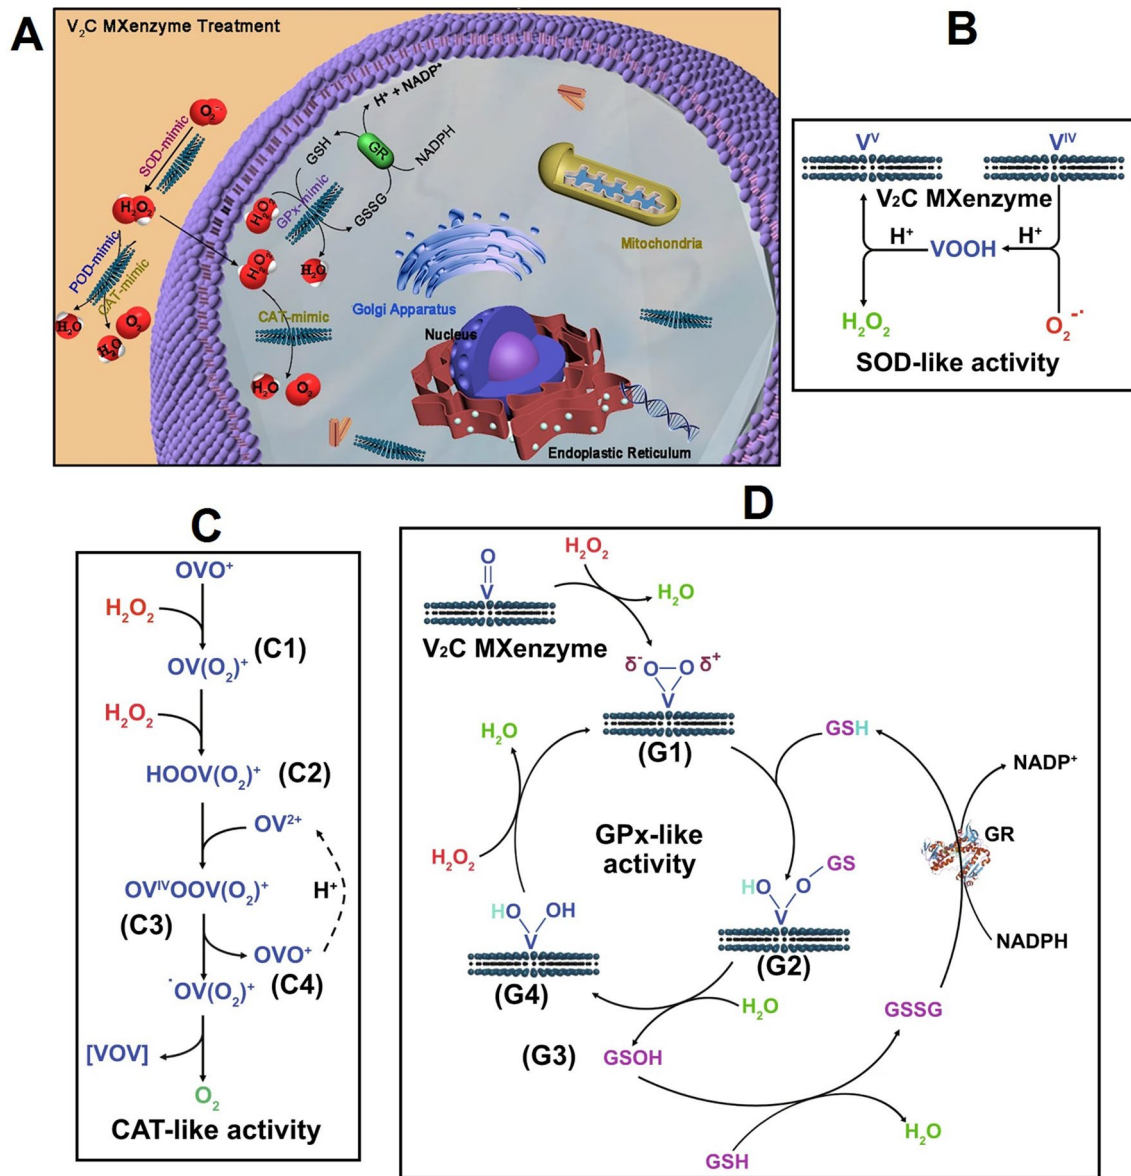 A
V₂C MXenzyme Treatment
O₂⁻
SOD-mimic
H₂O₂
POD-mimic
CAT-mimic
H₂O
H₂O
O₂
H⁺ + NADP⁺
GSH
GR
NADPH
GPx-mimic
GSSG
H₂O₂
H₂O
H₂O₂
CAT-mimic
H₂O
O₂
Mitochondria
Golgi Apparatus
Nucleus
Endoplastic Reticulum
B
Vⱽ
Vᴵⱽ
V₂C MXenzyme
H⁺
H⁺
VOOH
H₂O₂
O₂⁻·
SOD-like activity
C
OVO⁺
H₂O₂
(C1)
OV(O₂)⁺
H₂O₂
HOOV(O₂)⁺
(C2)
OV²⁺
OVᴵⱽOOV(O₂)⁺
H⁺
(C3)
OVO⁺
(C4)
⁻OV(O₂)⁺
[VOV]
O₂
CAT-like activity
D
H₂O₂
O
V
H₂O
V₂C MXenzyme
δ⁻ O O δ⁺
V
(G1)
GSH
H₂O
NADP⁺
GPx-like
activity
GR
H₂O₂
GS
HO O
V
HO OH
V
(G2)
NADPH
(G4)
H₂O
GSSG
(G3)
GSOH
H₂O
GSH